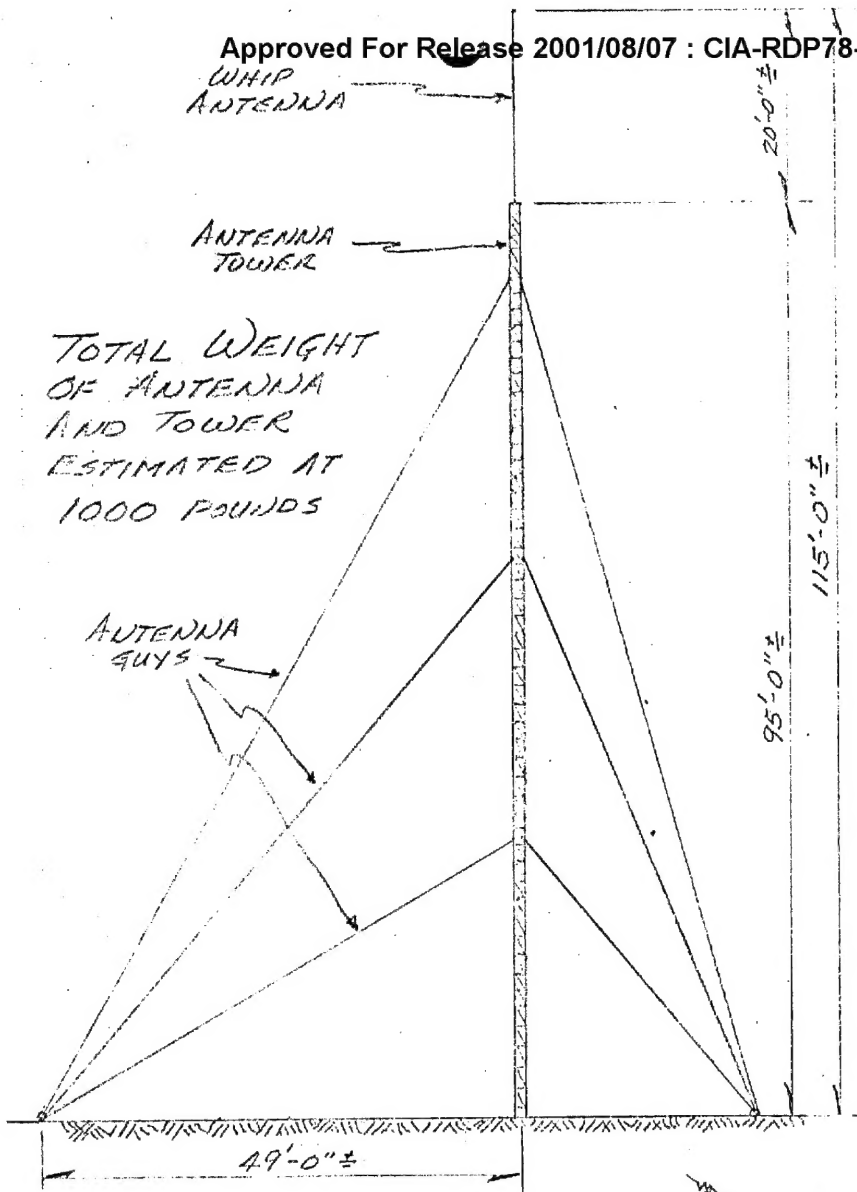 Approved For Release 2001/08/07 : CIA-RDP78-
WHIP
ANTENNA
20'-0" ±
ANTENNA
TOWER
TOTAL WEIGHT
OF ANTENNA
AND TOWER
ESTIMATED AT
1000 POUNDS
115'-0" ±
ANTENNA
GUYS
95'-0" ±
49'-0" ±